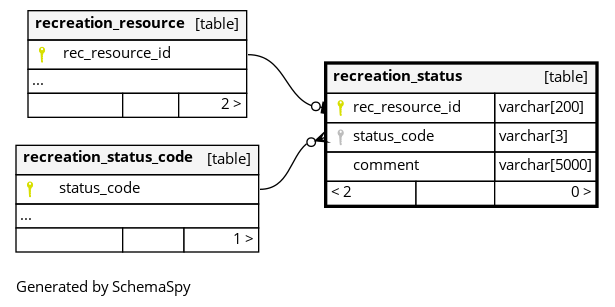 recreation_resource [table]
rec_resource_id
...
2 >
recreation_status_code [table]
status_code
...
1 >
recreation_status [table]
rec_resource_id varchar[200]
status_code varchar[3]
comment varchar[5000]
< 2 0 >
Generated by SchemaSpy